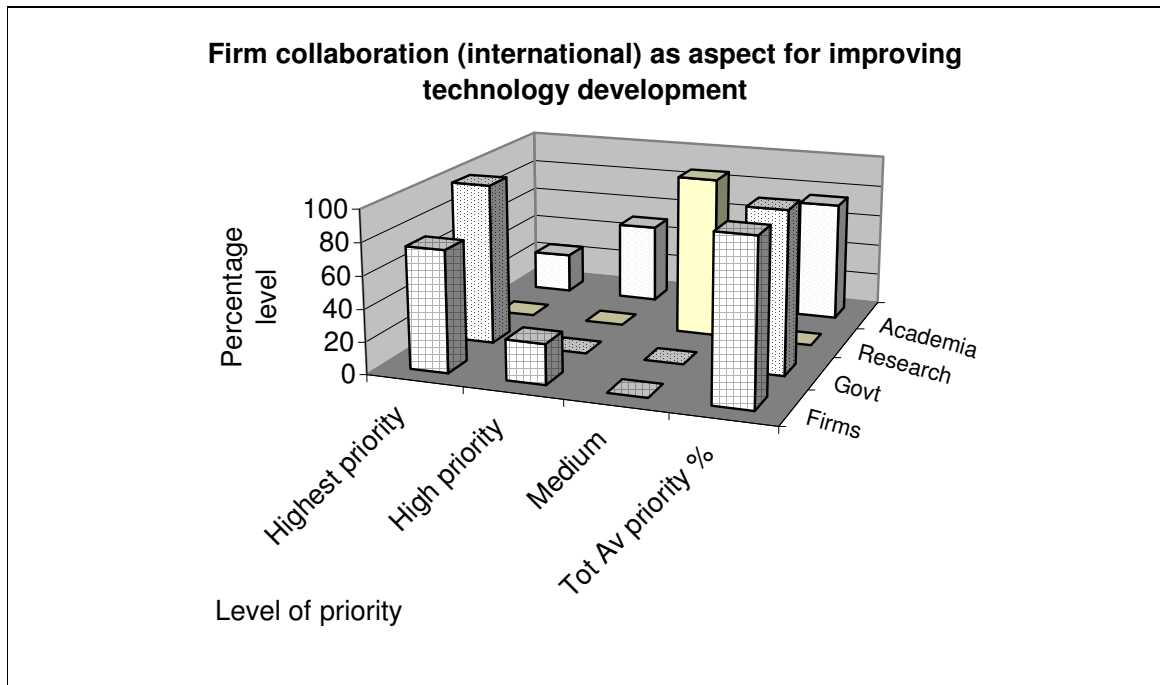 Firm collaboration (international) as aspect for improving
technology development
Percentage
level
100
80
60
40
20
0
Highest priority
High priority
Medium
Tot Av priority %
Academia
Research
Govt
Firms
Level of priority